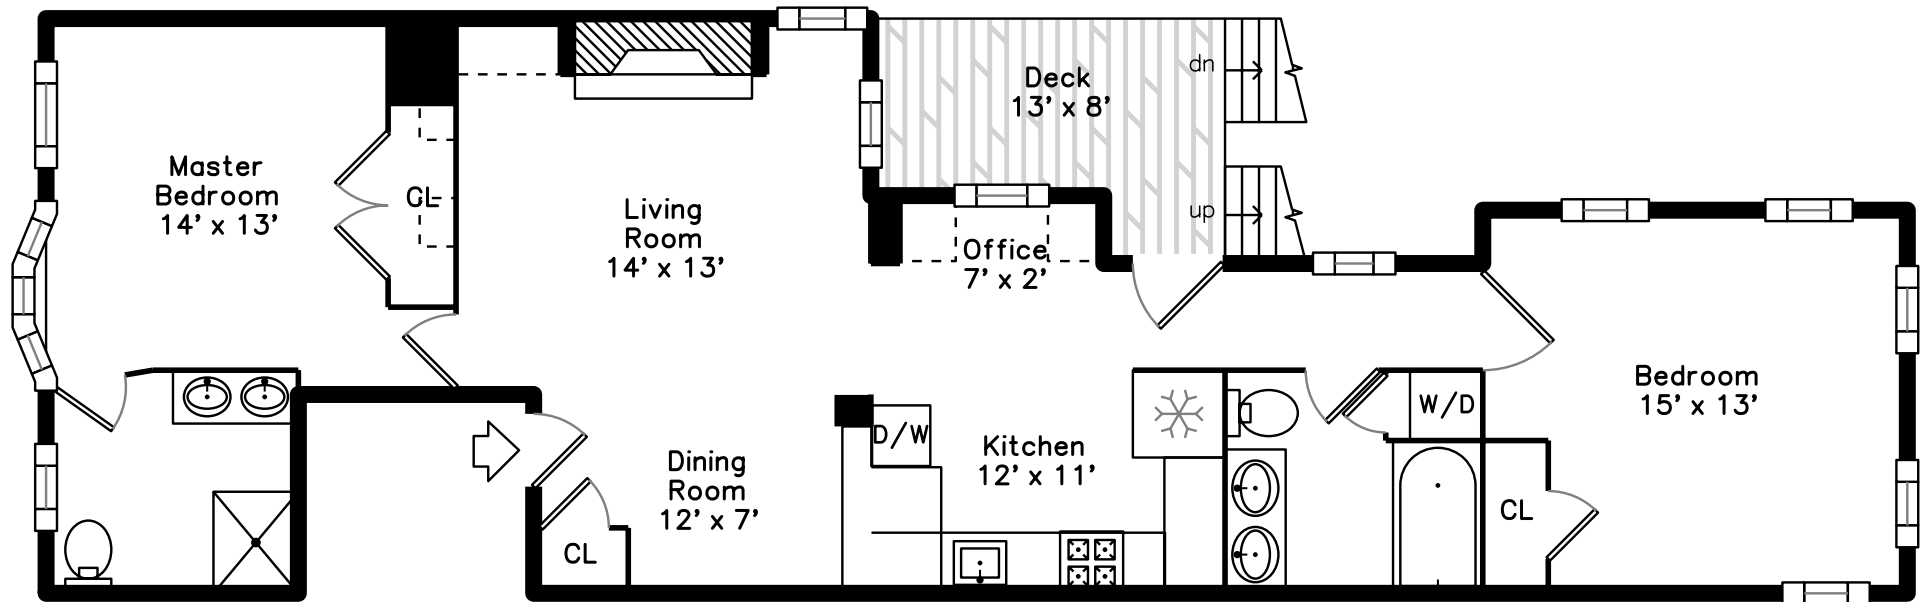 Master
Bedroom
14' x 13'
CL
Living
Room
14' x 13'
Deck
13' x 8'
dn
up
Office
7' x 2'
Bedroom
15' x 13'
W/D
CL
D/W
Kitchen
12' x 11'
Dining
Room
12' x 7'
CL